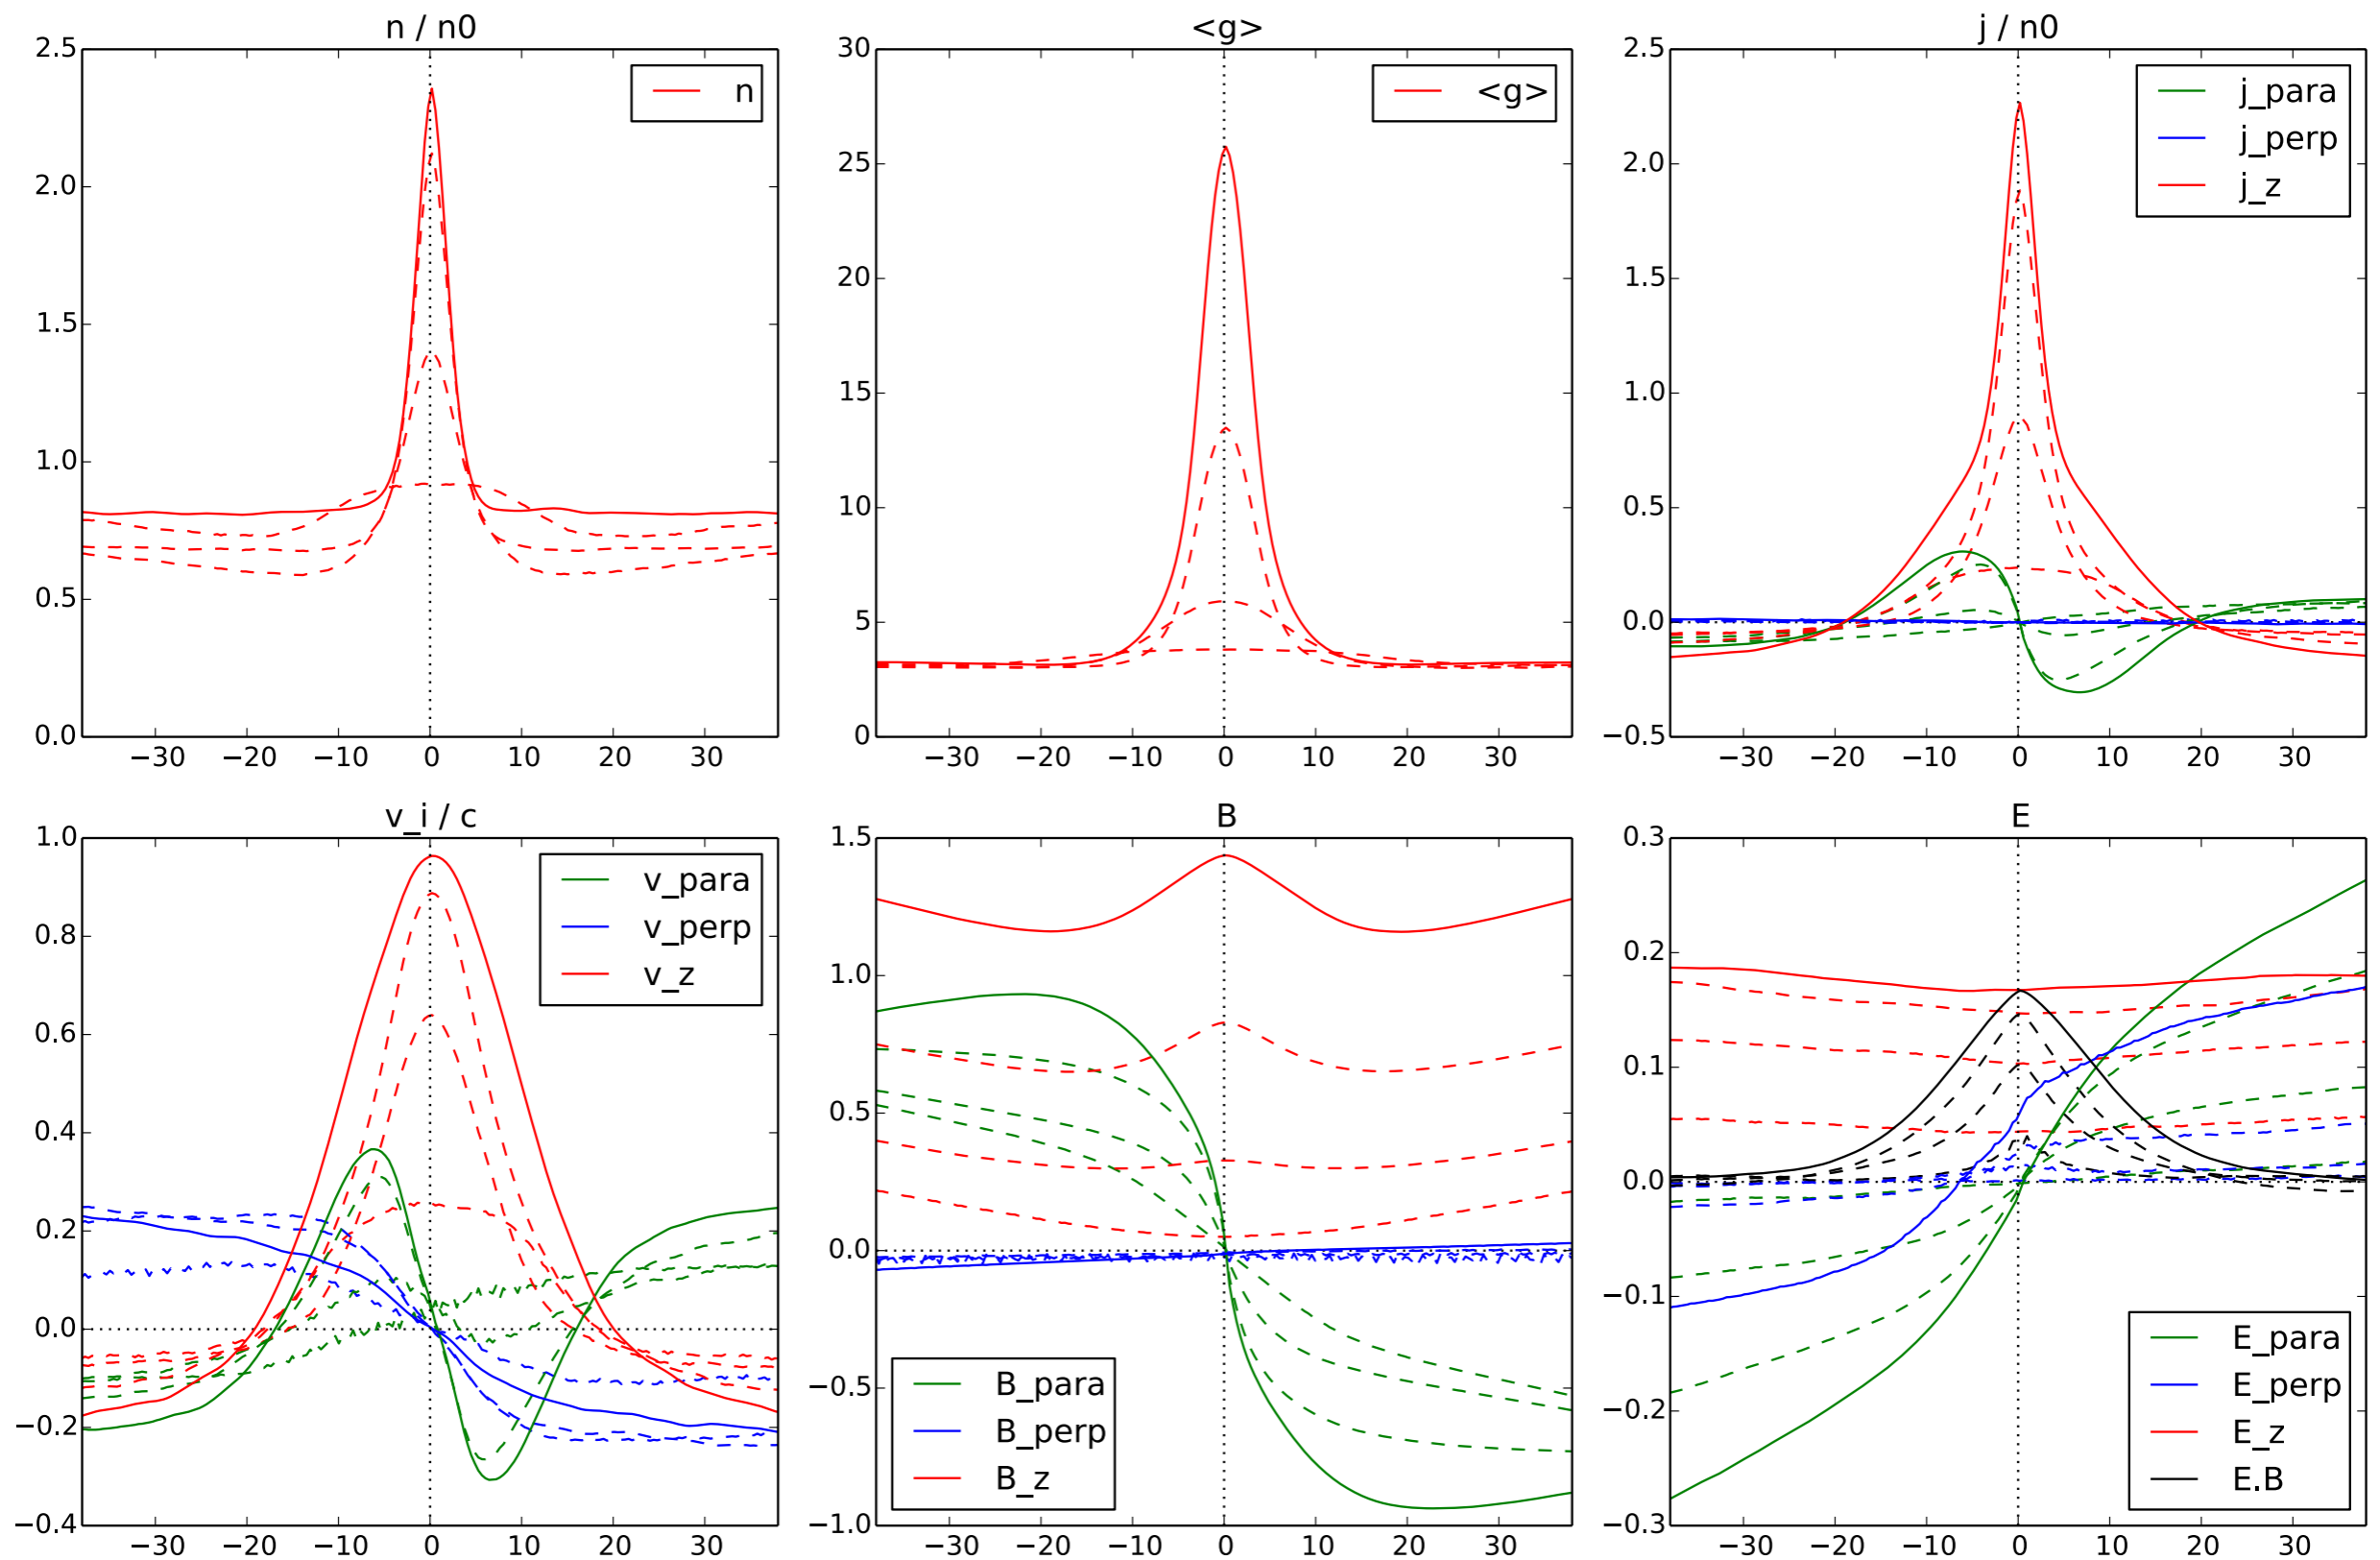 n / n0
2.5
2.0
1.5
1.0
0.5
0.0
−30 −20 −10 0 10 20 30
n
<g>
30
25
20
15
10
5
0
−30 −20 −10 0 10 20 30
<g>
j / n0
2.5
2.0
1.5
1.0
0.5
0.0
−0.5
−30 −20 −10 0 10 20 30
j_para
j_perp
j_z
v_i / c
1.0
0.8
0.6
0.4
0.2
0.0
−0.2
−0.4
−30 −20 −10 0 10 20 30
v_para
v_perp
v_z
B
1.5
1.0
0.5
0.0
−0.5
−1.0
−30 −20 −10 0 10 20 30
B_para
B_perp
B_z
E
0.3
0.2
0.1
0.0
−0.1
−0.2
−0.3
−30 −20 −10 0 10 20 30
E_para
E_perp
E_z
E.B